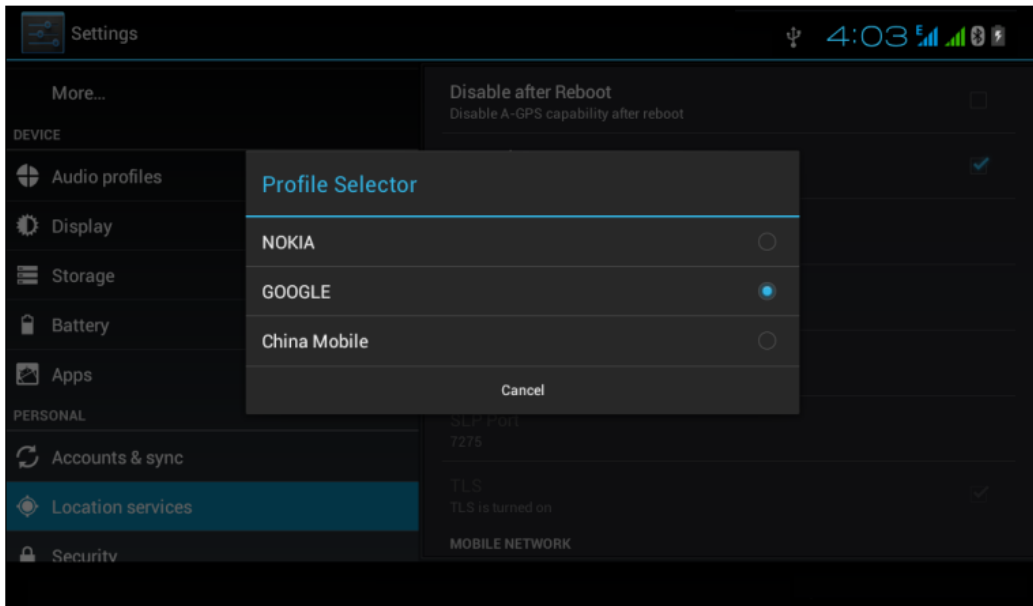 Settings
4:03 E
More...
DEVICE
Audio profiles
Display
Storage
Battery
Apps
PERSONAL
Accounts & sync
Location services
Security
Disable after Reboot
Disable A-GPS capability after reboot
Profile Selector
NOKIA
GOOGLE
China Mobile
Cancel
SLP Port
7275
TLS
TLS is turned on
MOBILE NETWORK